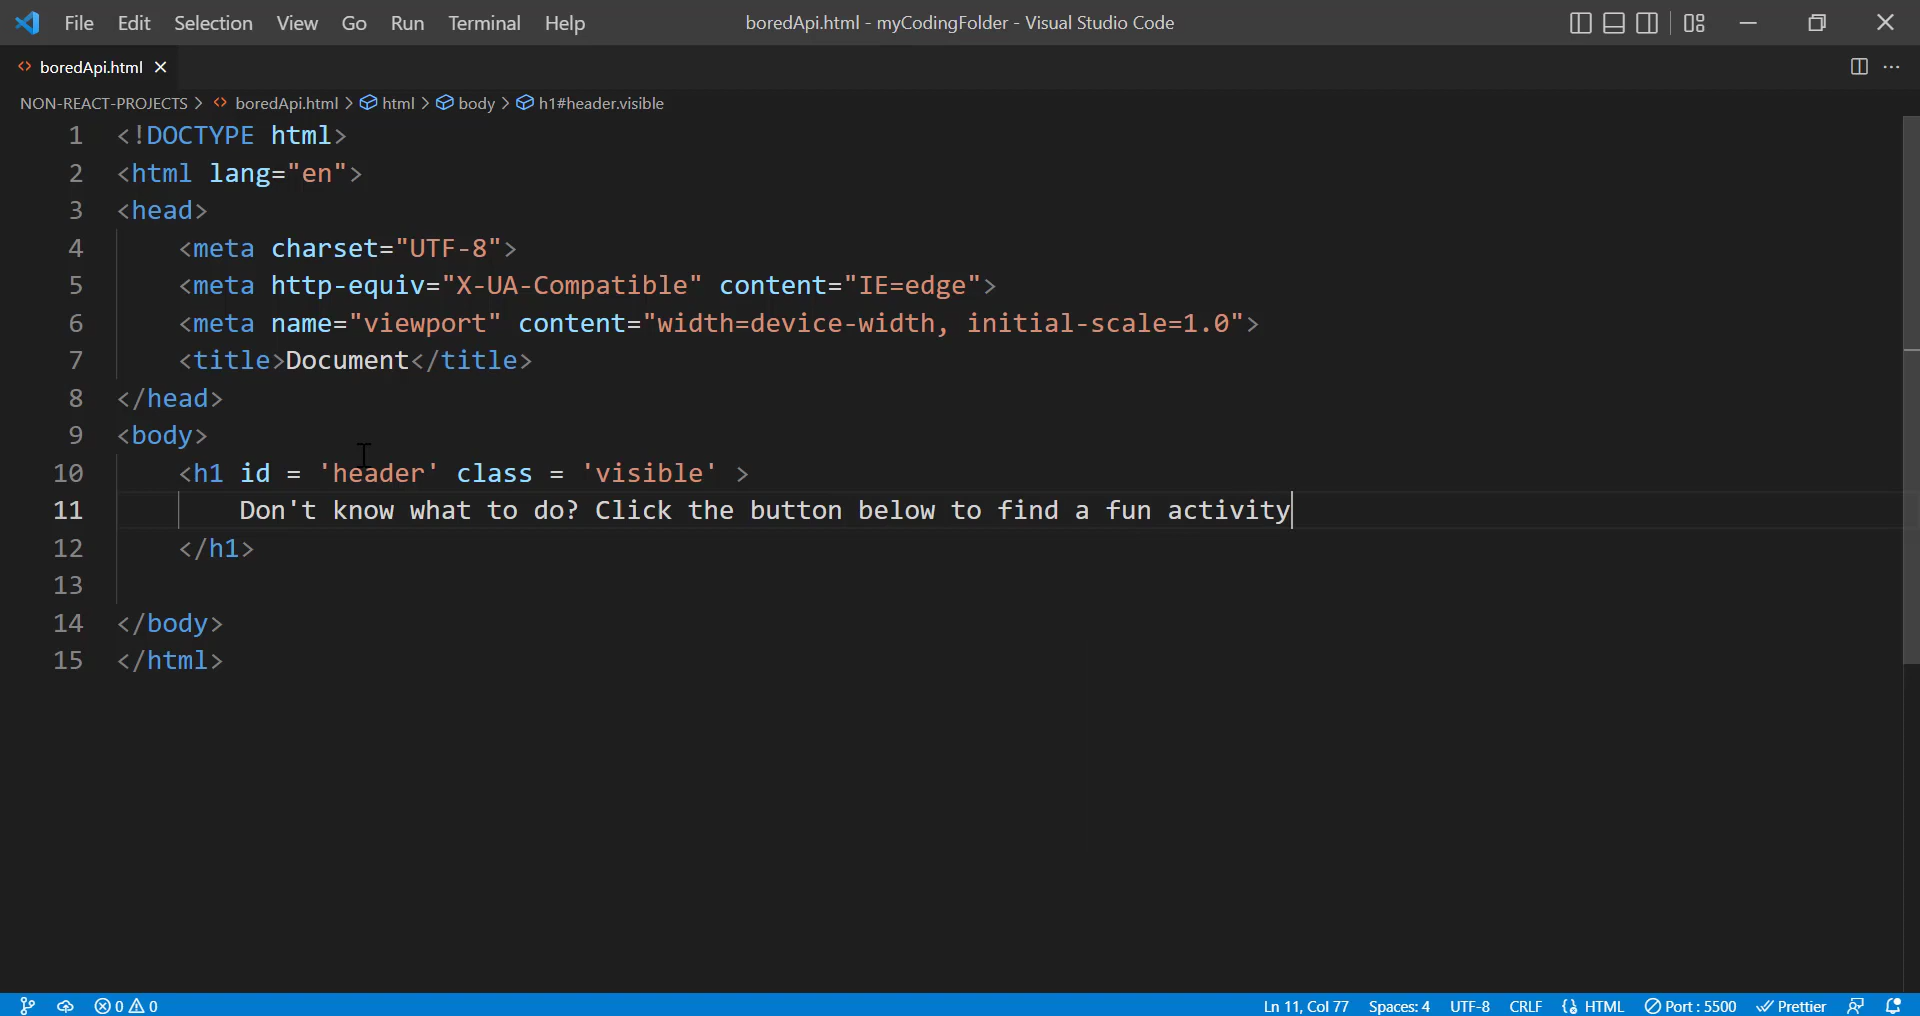 File Edit Selection View Go Run Terminal Help boredApi.html - myCodingFolder - Visual Studio Code
boredApi.html
NON-REACT-PROJECTS > boredApi.html > html > body > h1#header.visible
1 <!DOCTYPE html>
2 <html lang="en">
3 <head>
4 <meta charset="UTF-8">
5 <meta http-equiv="X-UA-Compatible" content="IE=edge">
6 <meta name="viewport" content="width=device-width, initial-scale=1.0">
7 <title>Document</title>
8 </head>
9 <body>
10 <h1 id = 'header' class = 'visible' >
11 Don't know what to do? Click the button below to find a fun activity
12 </h1>
13
14 </body>
15 </html>
0 0 Ln 11, Col 77 Spaces: 4 UTF-8 CRLF HTML Port : 5500 Prettier